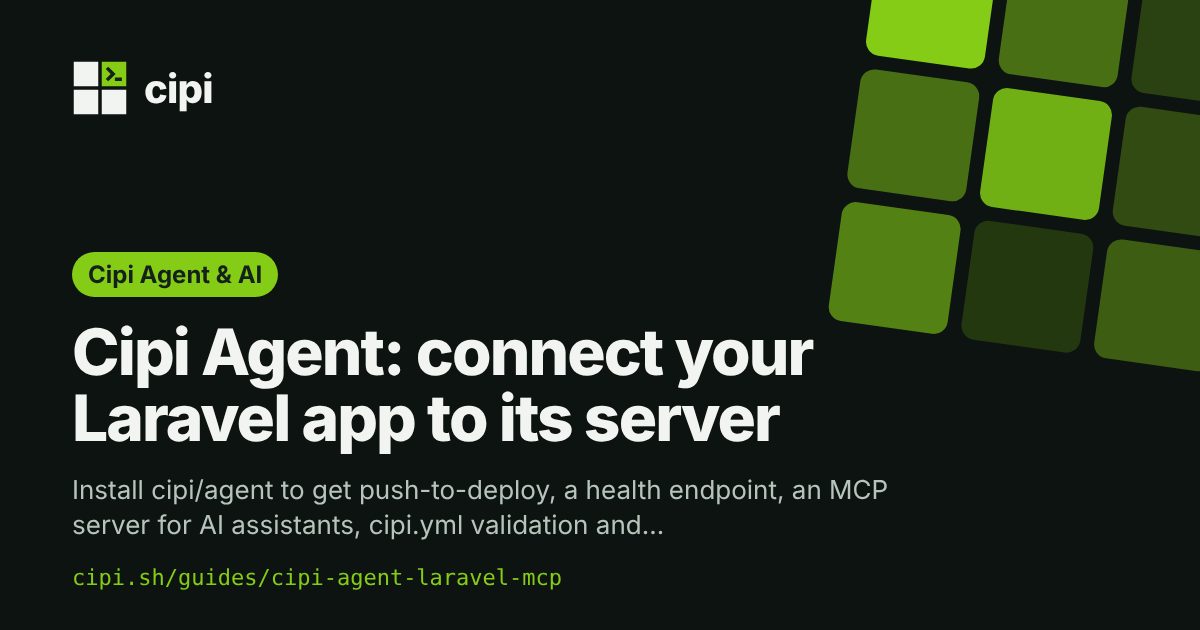 cipi
Cipi Agent & AI
Cipi Agent: connect your
Laravel app to its server
Install cipi/agent to get push-to-deploy, a health endpoint, an MCP
server for AI assistants, cipi.yml validation and...
cipi.sh/guides/cipi-agent-laravel-mcp